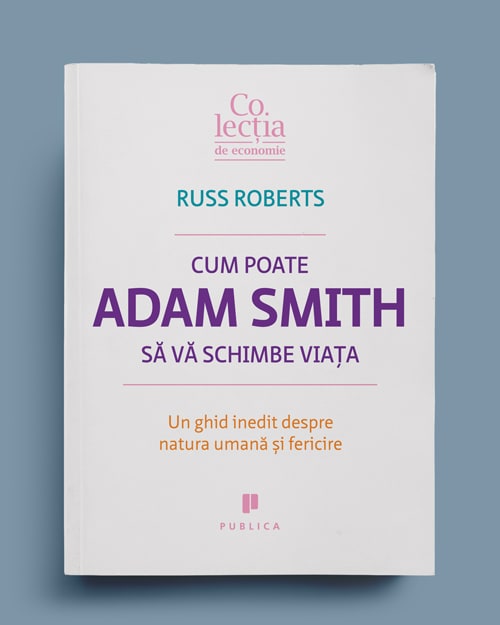 Co.
lecția
de economie
RUSS ROBERTS
CUM POATE
ADAM SMITH
SĂ VĂ SCHIMBE VIAȚA
Un ghid inedit despre
natura umană și fericire
PUBLICA